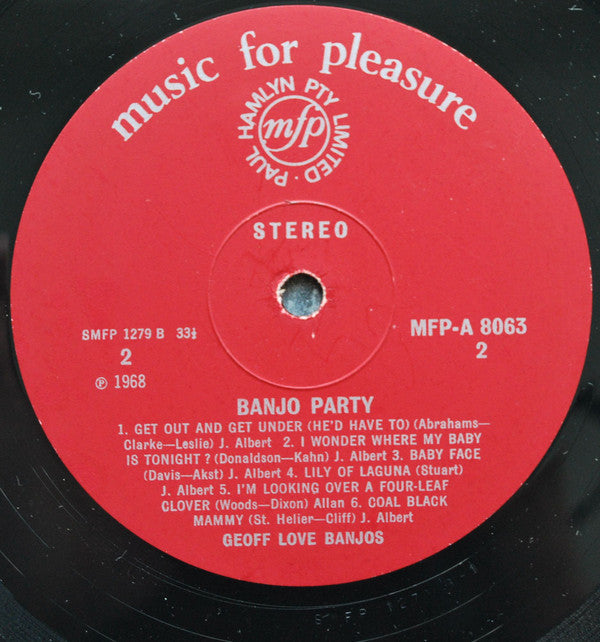 music for pleasure
PAUL HAMLYN PTY LIMITED ·
mfp
STEREO
SMFP 1279 B 33⅓
2
℗ 1968
MFP-A 8063
2
BANJO PARTY
1. GET OUT AND GET UNDER (HE'D HAVE TO) (Abrahams—
Clarke—Leslie) J. Albert 2. I WONDER WHERE MY BABY
IS TONIGHT? (Donaldson—Kahn) J. Albert 3. BABY FACE
(Davis—Akst) J. Albert 4. LILY OF LAGUNA (Stuart)
J. Albert 5. I'M LOOKING OVER A FOUR-LEAF
CLOVER (Woods—Dixon) Allan 6. COAL BLACK
MAMMY (St. Helier—Cliff) J. Albert
GEOFF LOVE BANJOS